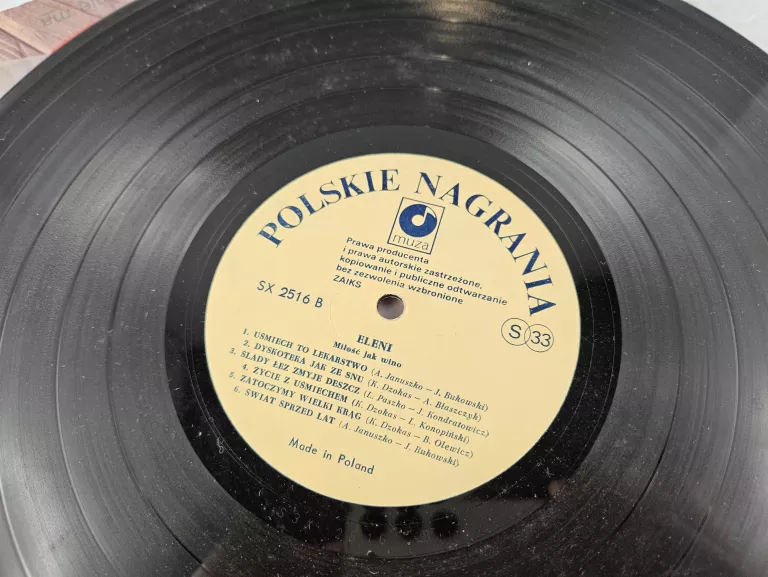 POLSKIE NAGRANIA
muza
Prawa producenta
i prawa autorskie zastrzeżone,
kopiowanie i publiczne odtwarzanie
bez zezwolenia wzbronione
ZAIKS
SX 2516 B
S 33
ELENI
Miłość jak wino
1. UŚMIECH TO LEKARSTWO (A. Januszko – J. Bukowski)
2. DYSKOTEKA JAK ZE SNU (K. Dzokas – A. Błaszczyk)
3. ŚLADY ŁEZ ZMYJE DESZCZ (L. Paszko – J. Kondratowicz)
4. ŻYCIE Z UŚMIECHEM (K. Dzokas – L. Konopiński)
5. ZATOCZYMY WIELKI KRĄG (K. Dzokas – B. Olewicz)
6. ŚWIAT SPRZED LAT (A. Januszko – J. Bukowski)
Made in Poland